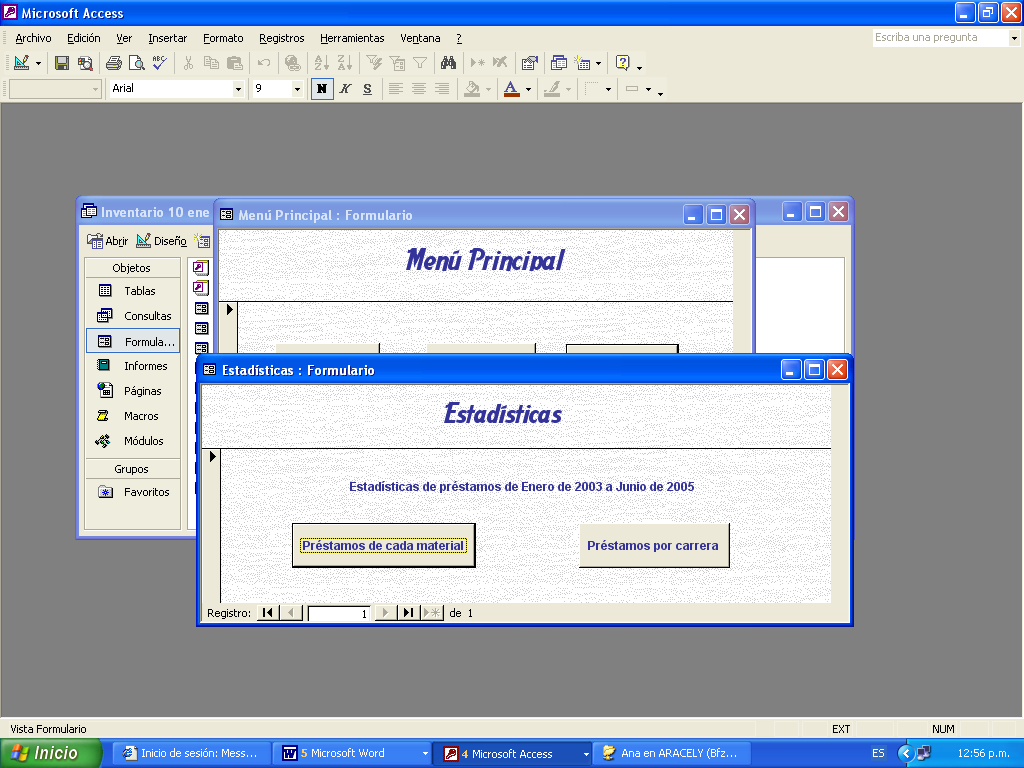 Microsoft Access
Archivo Edición Ver Insertar Formato Registros Herramientas Ventana ?
Escriba una pregunta
ABC
Arial 9 N K S A
Inventario 10 ene
Menú Principal : Formulario
Abrir Diseño
Menú Principal
Objetos
Tablas
Consultas
Formula...
Informes
Páginas
Macros
Módulos
Grupos
Favoritos
Estadísticas : Formulario
Estadísticas
Estadísticas de préstamos de Enero de 2003 a Junio de 2005
Préstamos de cada material
Préstamos por carrera
Registro: 1 de 1
Vista Formulario
EXT NUM
Inicio
Inicio de sesión: Mess...
5 Microsoft Word
4 Microsoft Access
Ana en ARACELY (Bfz...
ES
12:56 p.m.